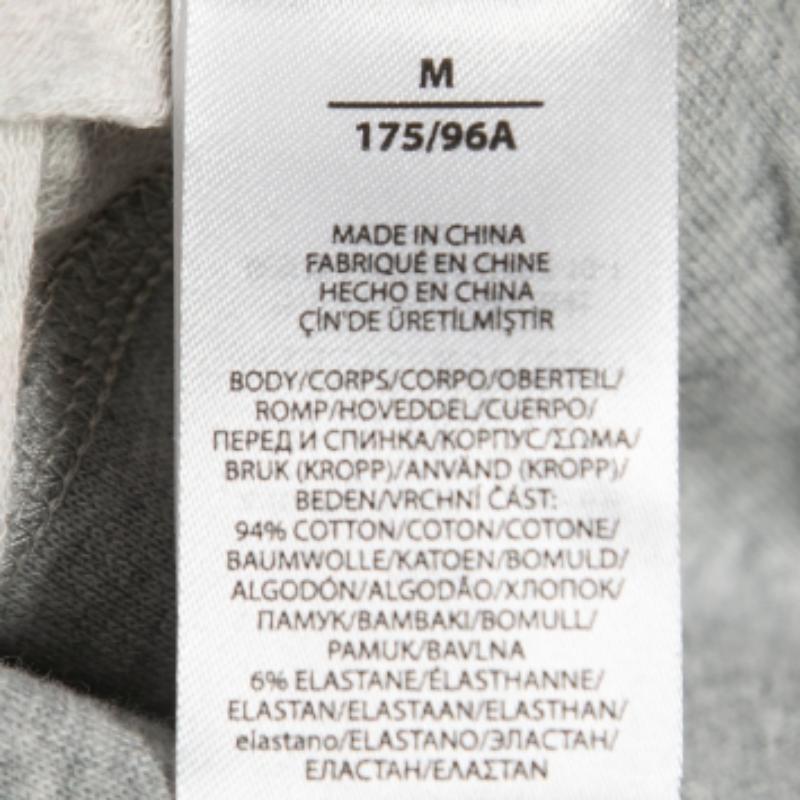 M
175/96A
MADE IN CHINA
FABRIQUÉ EN CHINE
HECHO EN CHINA
ÇİN'DE ÜRETİLMİŞTİR
BODY/CORPS/CORPO/OBERTEIL/
ROMP/HOVEDDEL/CUERPO/
ПЕРЕД И СПИНКА/КОРПУС/ΣΩΜΑ/
BRUK (KROPP)/ANVÄND (KROPP)/
BEDEN/VRCHNÍ ČÁST:
94% COTTON/COTON/COTONE/
BAUMWOLLE/KATOEN/BOMULD/
ALGODÓN/ALGODÃO/ХЛОПОК/
ПАМУК/ΒΑΜΒΑΚΙ/BOMULL/
PAMUK/BAVLNA
6% ELASTANE/ÉLASTHANNE/
ELASTAN/ELASTAAN/ELASTHAN/
elastano/ELASTANO/ЭЛАСТАН/
ЕЛАСТАН/ΕΛΑΣΤΑΝ